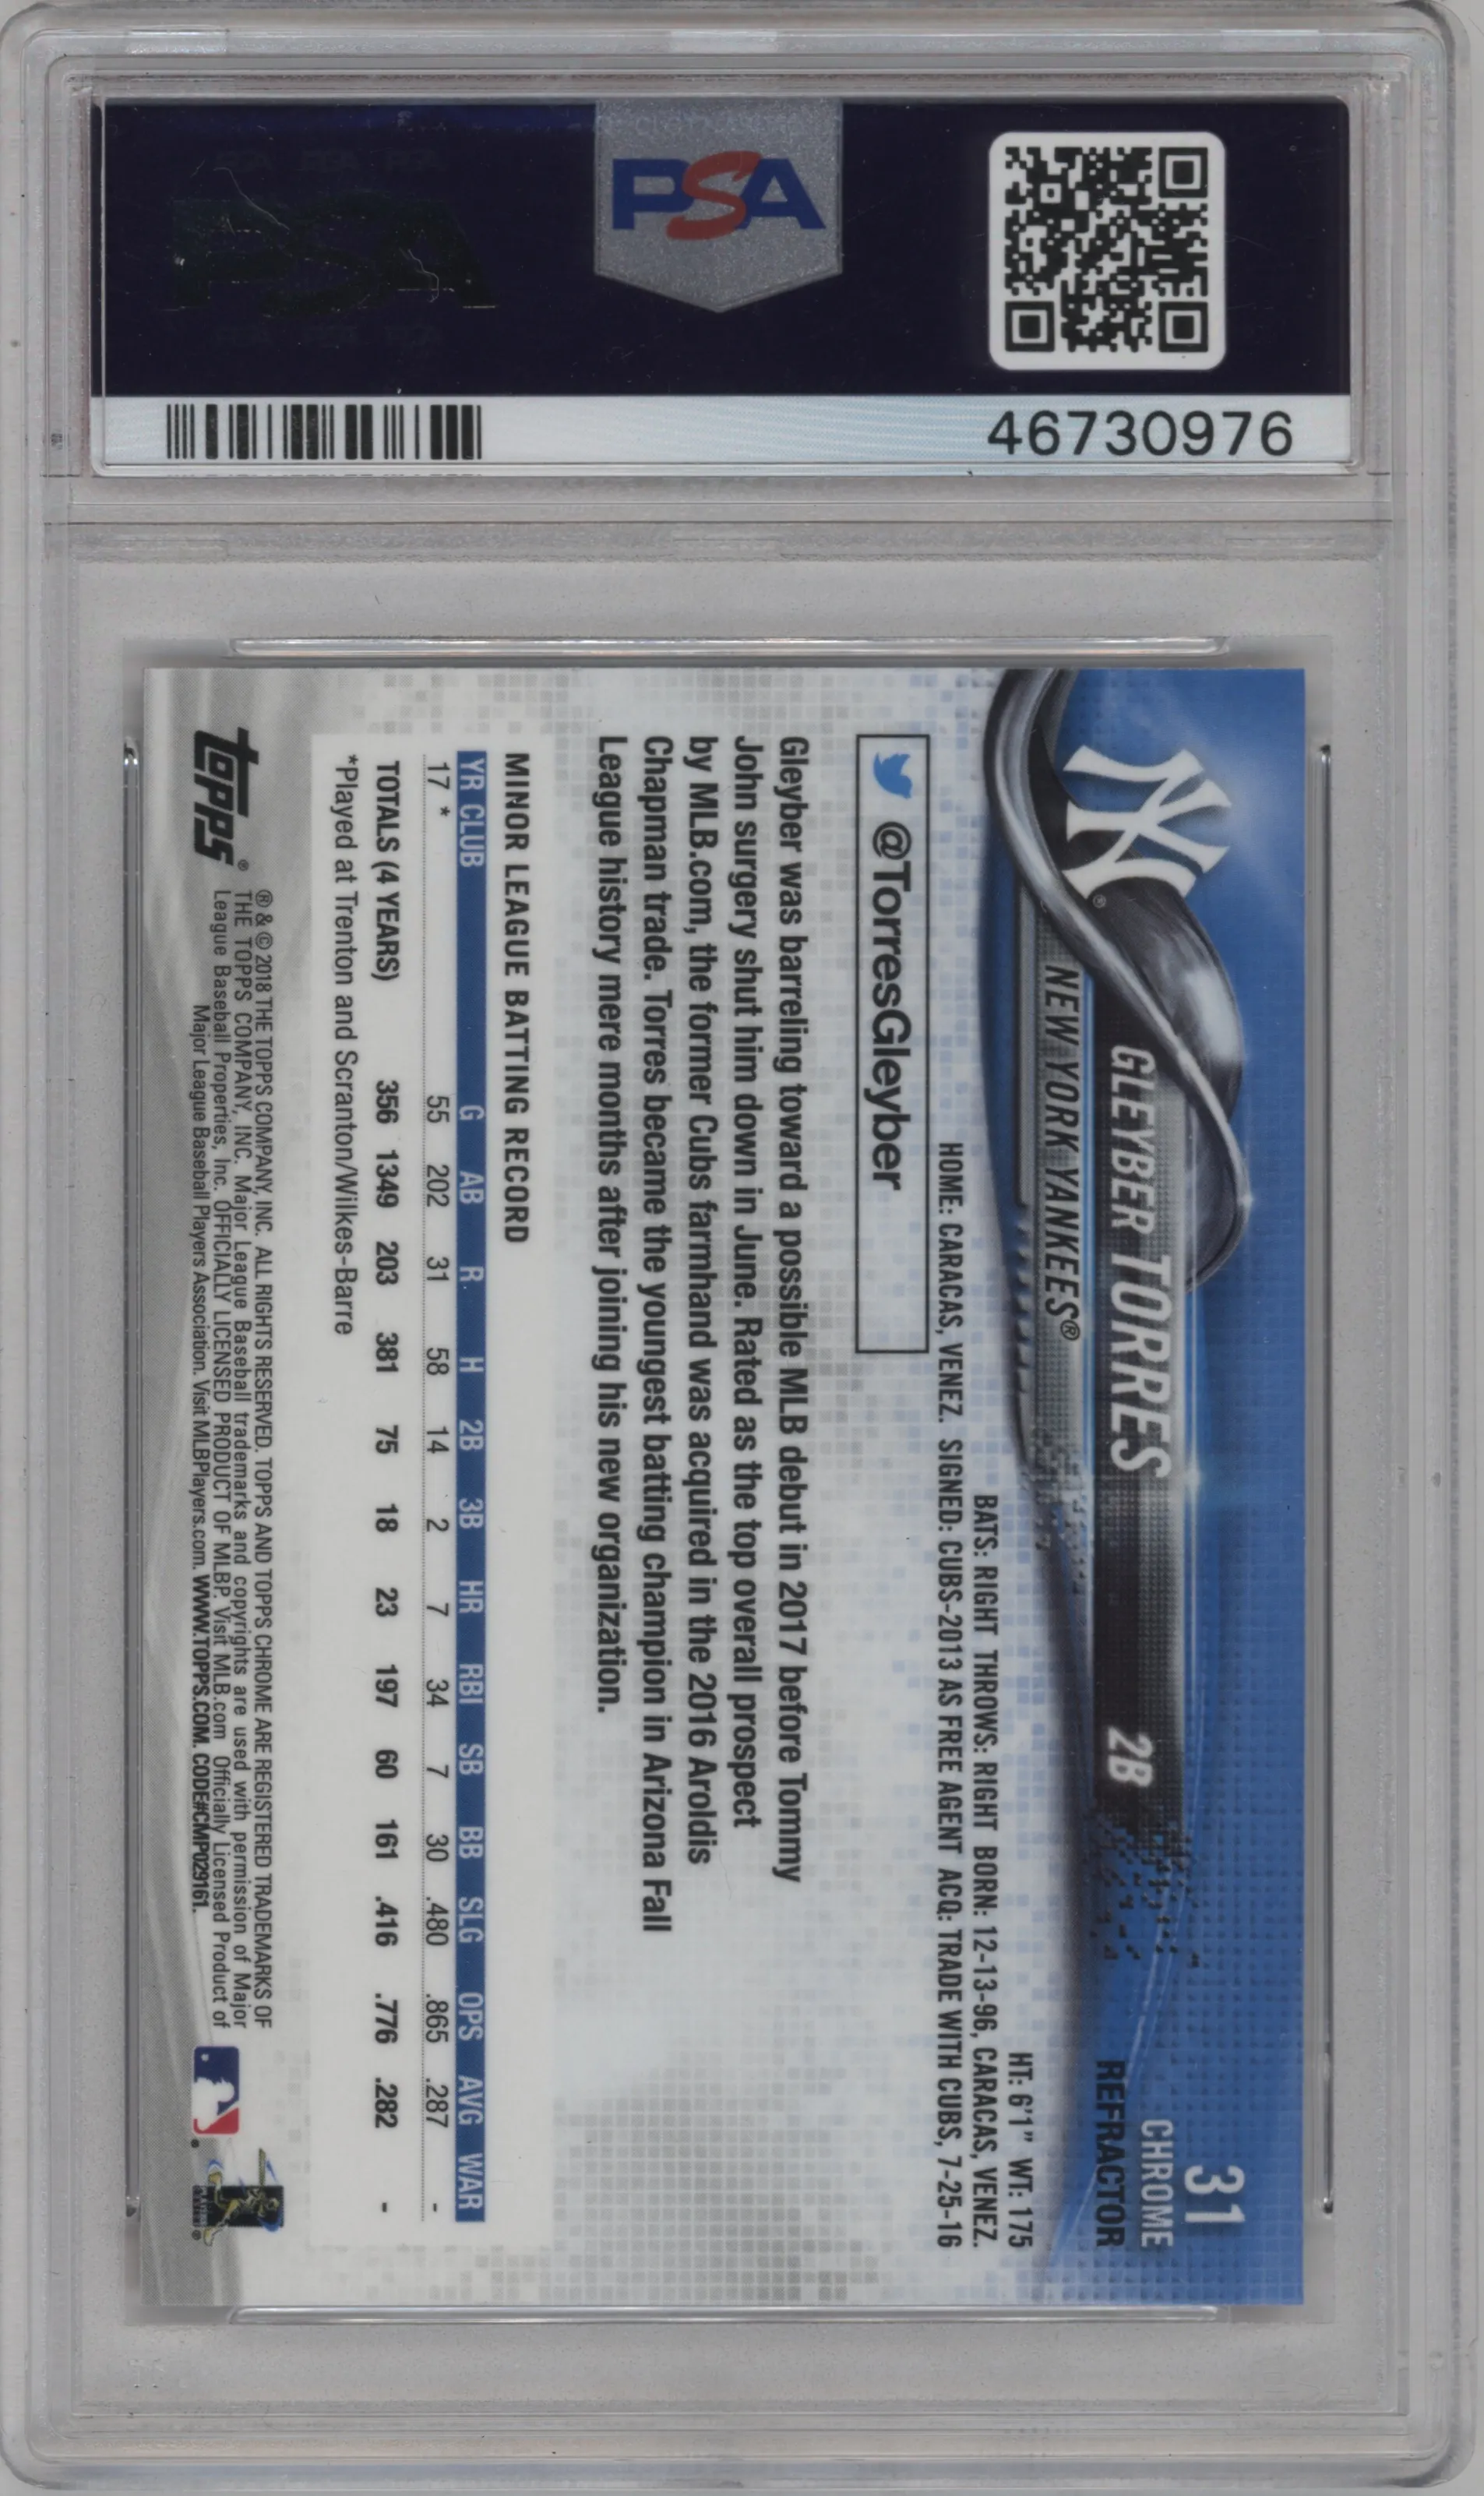 PSA
46730976
31
CHROME
REFRACTOR
GLEYBER TORRES 2B
NEW YORK YANKEES®
HT: 6'1" WT: 175
BATS: RIGHT THROWS: RIGHT BORN: 12-13-96, CARACAS, VENEZ.
HOME: CARACAS, VENEZ. SIGNED: CUBS-2013 AS FREE AGENT ACQ: TRADE WITH CUBS, 7-25-16
@TorresGleyber
Gleyber was barreling toward a possible MLB debut in 2017 before Tommy
John surgery shut him down in June. Rated as the top overall prospect
by MLB.com, the former Cubs farmhand was acquired in the 2016 Aroldis
Chapman trade. Torres became the youngest batting champion in Arizona Fall
League history mere months after joining his new organization.
MINOR LEAGUE BATTING RECORD
YR CLUB G AB R H 2B 3B HR RBI SB BB SLG OPS AVG WAR
17 * 55 202 31 58 14 2 7 34 7 30 .480 .865 .287 -
TOTALS (4 YEARS) 356 1349 203 381 75 18 23 197 60 161 .416 .776 .282 -
*Played at Trenton and Scranton/Wilkes-Barre
topps®
® & © 2018 THE TOPPS COMPANY, INC. ALL RIGHTS RESERVED. TOPPS AND TOPPS CHROME ARE REGISTERED TRADEMARKS OF
THE TOPPS COMPANY, INC. Major League Baseball trademarks and copyrights are used with permission of Major
League Baseball Properties, Inc. OFFICIALLY LICENSED PRODUCT OF MLBP. Visit MLB.com Officially Licensed Product of
Major League Baseball Players Association. Visit MLBPlayers.com. WWW.TOPPS.COM. CODE#CMP029161.